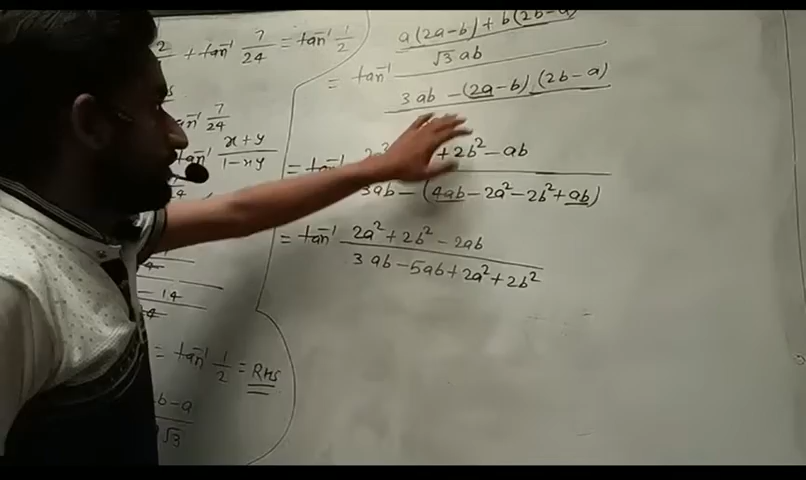 2/ + tan⁻¹ 7/24 = tan⁻¹ 1/2
7/24
tan⁻¹ x+y / 1-xy
- 14
= tan⁻¹ 1/2 = RHS
b-a
√3
a(2a-b) + b(2b-a)
√3 ab
= tan⁻¹
3ab - (2a-b) (2b-a)
= tan⁻¹ + 2b² - ab
3ab - (4ab - 2a² - 2b² + ab)
= tan⁻¹ 2a² + 2b² - 2ab
3ab - 5ab + 2a² + 2b²